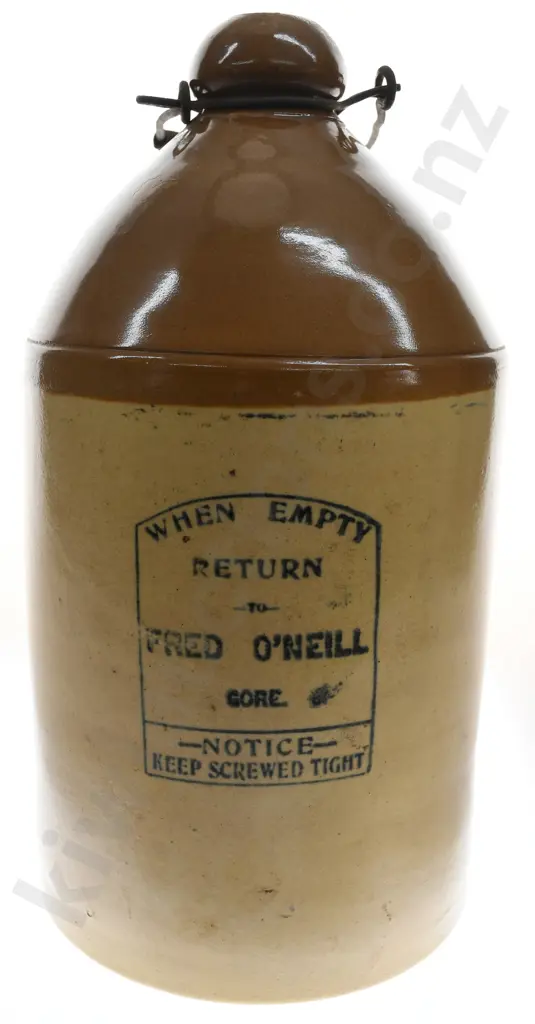 WHEN EMPTY
RETURN
—TO—
FRED O'NEILL
GORE.
—NOTICE—
KEEP SCREWED TIGHT